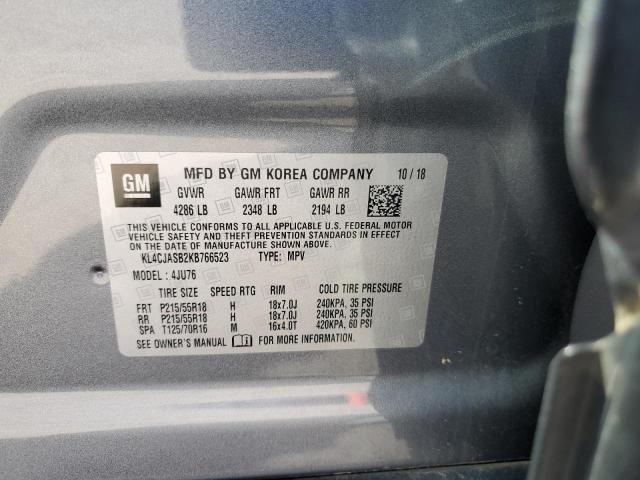 GM MFD BY GM KOREA COMPANY 10/18
GVWR GAWR FRT GAWR RR
4286 LB 2348 LB 2194 LB
THIS VEHICLE CONFORMS TO ALL APPLICABLE U.S. FEDERAL MOTOR
VEHICLE SAFETY AND THEFT PREVENTION STANDARDS IN
EFFECT ON THE DATE OF MANUFACTURE SHOWN ABOVE.
KL4CJASB2KB766523 TYPE: MPV
MODEL: 4JU76
TIRE SIZE SPEED RTG RIM COLD TIRE PRESSURE
FRT P215/55R18 H 18x7.0J 240KPA, 35 PSI
RR P215/55R18 H 18x7.0J 240KPA, 35 PSI
SPA T125/70R16 M 16x4.0T 420KPA, 60 PSI
SEE OWNER'S MANUAL FOR MORE INFORMATION.